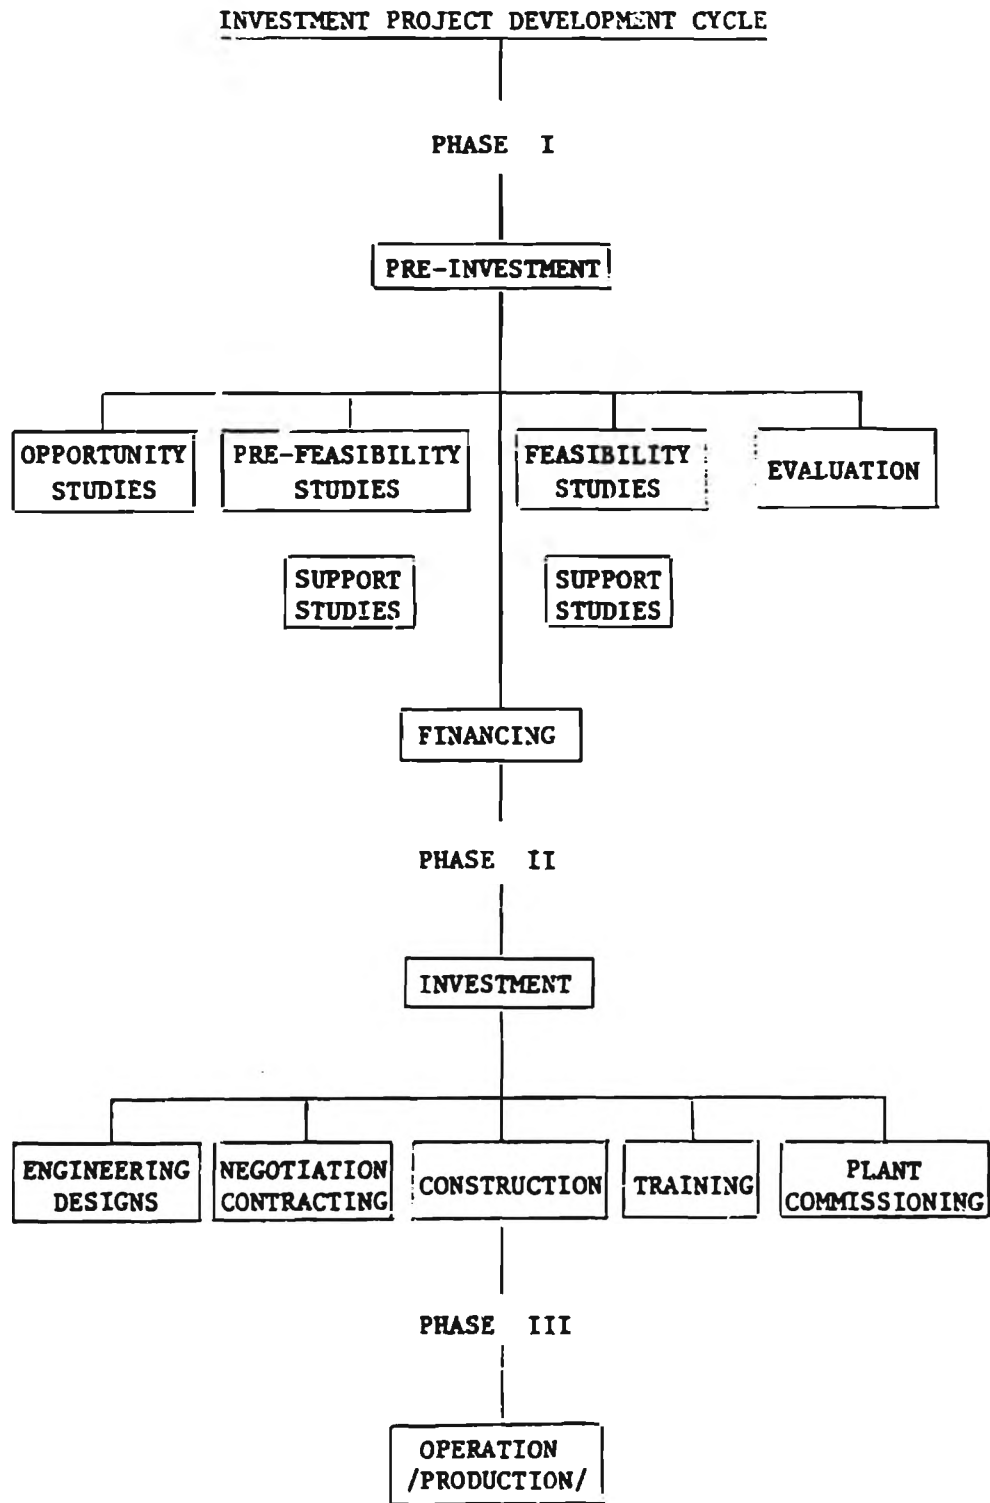 INVESTMENT PROJECT DEVELOPMENT CYCLE
PHASE I
PRE-INVESTMENT
OPPORTUNITY
STUDIES
PRE-FEASIBILITY
STUDIES
FEASIBILITY
STUDIES
EVALUATION
SUPPORT
STUDIES
SUPPORT
STUDIES
FINANCING
PHASE II
INVESTMENT
ENGINEERING
DESIGNS
NEGOTIATION
CONTRACTING
CONSTRUCTION
TRAINING
PLANT
COMMISSIONING
PHASE III
OPERATION
/PRODUCTION/